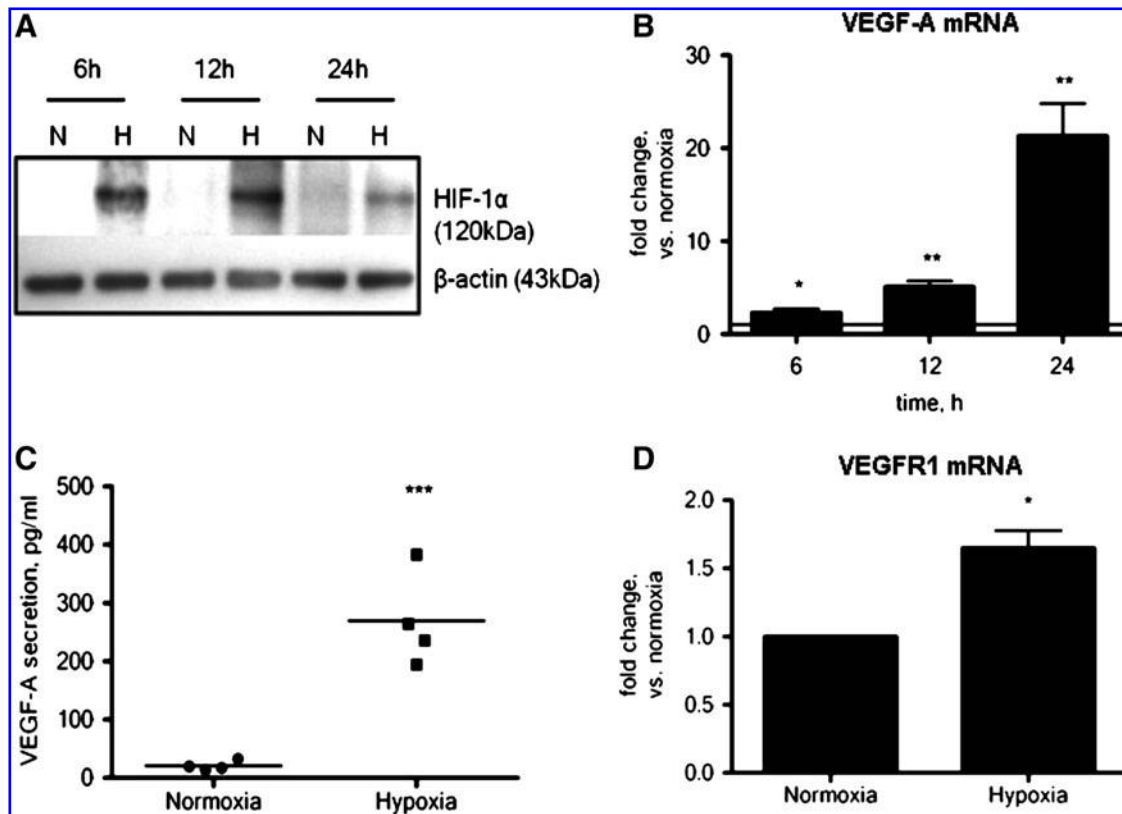 A
6h 12h 24h
N H N H N H
HIF-1α
(120kDa)
β-actin (43kDa)
B
VEGF-A mRNA
fold change,
vs. normoxia
30
20
10
0
* ** **
6 12 24
time, h
C
VEGF-A secretion, pg/ml
500
400
300
200
100
0
***
Normoxia Hypoxia
D
VEGFR1 mRNA
fold change,
vs. normoxia
2.0
1.5
1.0
0.5
0.0
*
Normoxia Hypoxia